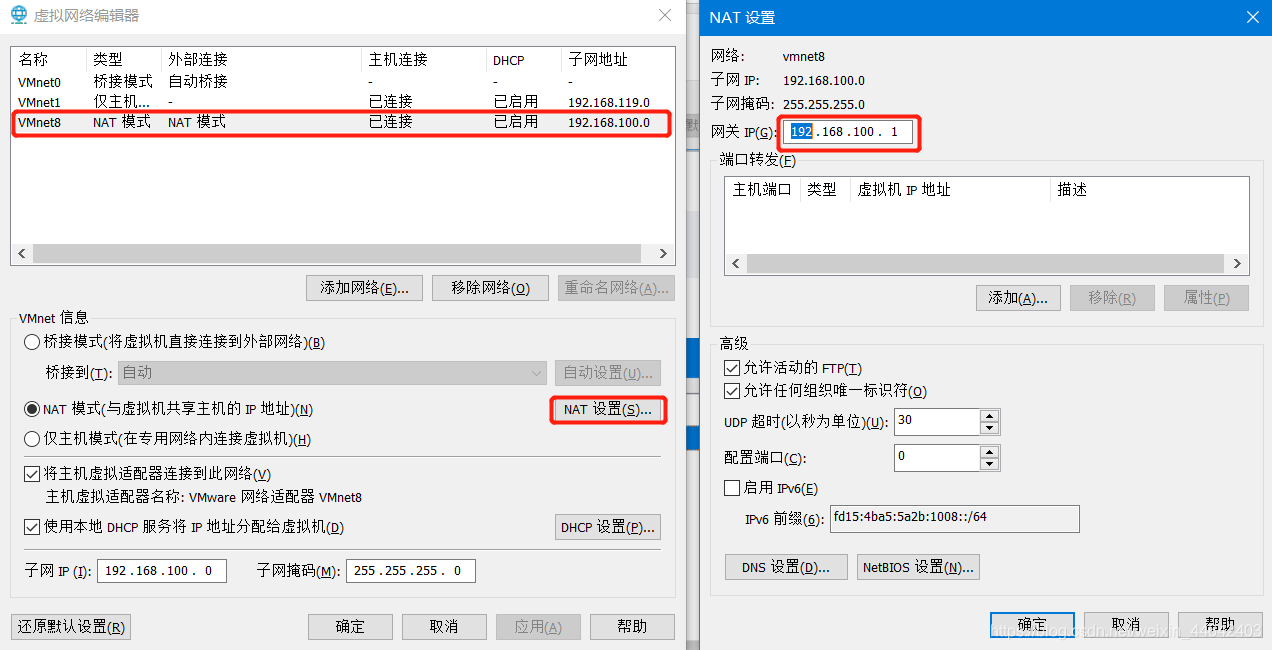 虚拟网络编辑器
名称 类型 外部连接 主机连接 DHCP 子网地址
VMnet0 桥接模式 自动桥接 - - -
VMnet1 仅主机... - 已连接 已启用 192.168.119.0
VMnet8 NAT 模式 NAT 模式 已连接 已启用 192.168.100.0
添加网络(E)... 移除网络(O) 重命名网络(A)...
VMnet 信息
桥接模式(将虚拟机直接连接到外部网络)(B)
桥接到(T): 自动 自动设置(U)...
NAT 模式(与虚拟机共享主机的 IP 地址)(N) NAT 设置(S)...
仅主机模式(在专用网络内连接虚拟机)(H)
将主机虚拟适配器连接到此网络(V)
主机虚拟适配器名称: VMware 网络适配器 VMnet8
使用本地 DHCP 服务将 IP 地址分配给虚拟机(D) DHCP 设置(P)...
子网 IP (I): 192.168.100. 0 子网掩码(M): 255.255.255. 0
还原默认设置(R) 确定 取消 应用(A) 帮助
NAT 设置
网络: vmnet8
子网 IP: 192.168.100.0
子网掩码: 255.255.255.0
网关 IP(G): 192.168.100. 1
端口转发(F)
主机端口 类型 虚拟机 IP 地址 描述
添加(A)... 移除(R) 属性(P)
高级
允许活动的 FTP(T)
允许任何组织唯一标识符(O)
UDP 超时(以秒为单位)(U): 30
配置端口(C): 0
启用 IPv6(E)
IPv6 前缀(6): fd15:4ba5:5a2b:1008::/64
DNS 设置(D)... NetBIOS 设置(N)...
确定 取消 帮助